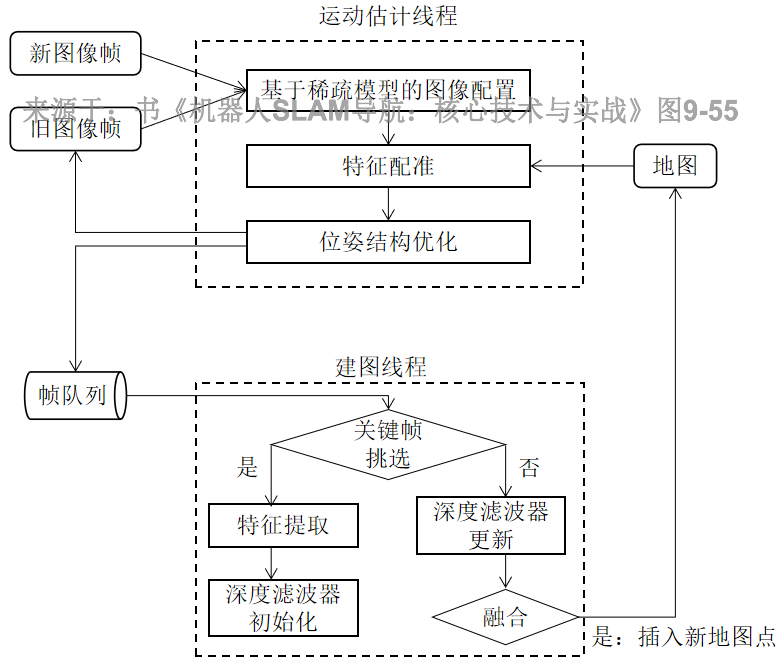 运动估计线程
新图像帧
基于稀疏模型的图像配置
来源于：书《机器人SLAM导航：核心技术与实战》图9-55
旧图像帧
特征配准
地图
位姿结构优化
建图线程
帧队列
关键帧
挑选
是
否
特征提取
深度滤波器
更新
深度滤波器
初始化
融合
是：插入新地图点